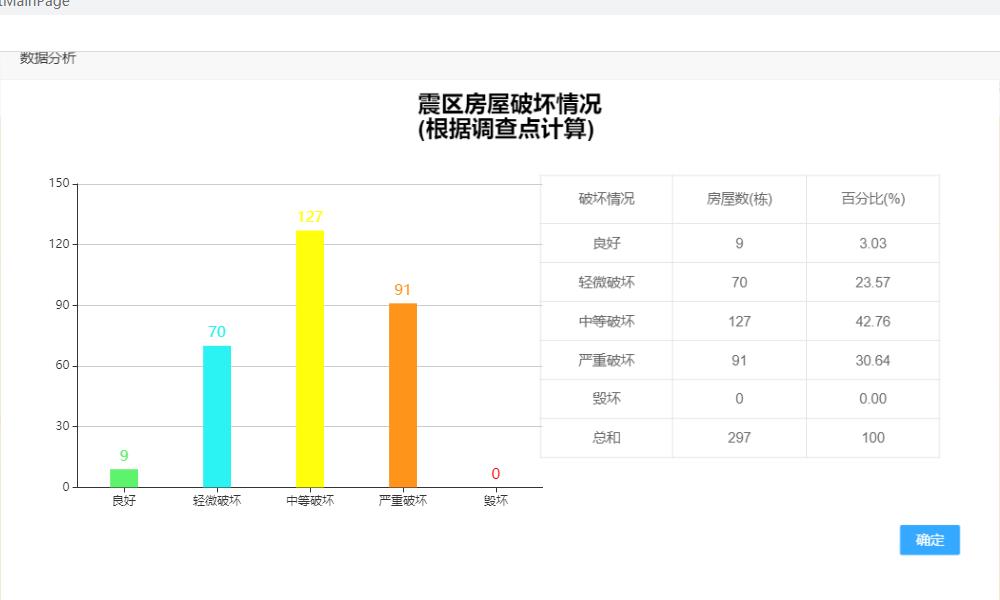 数据分析
震区房屋破坏情况
(根据调查点计算)
150
120
90
60
30
0
9
70
127
91
0
良好
轻微破坏
中等破坏
严重破坏
毁坏
破坏情况 房屋数(栋) 百分比(%)
良好 9 3.03
轻微破坏 70 23.57
中等破坏 127 42.76
严重破坏 91 30.64
毁坏 0 0.00
总和 297 100
确定